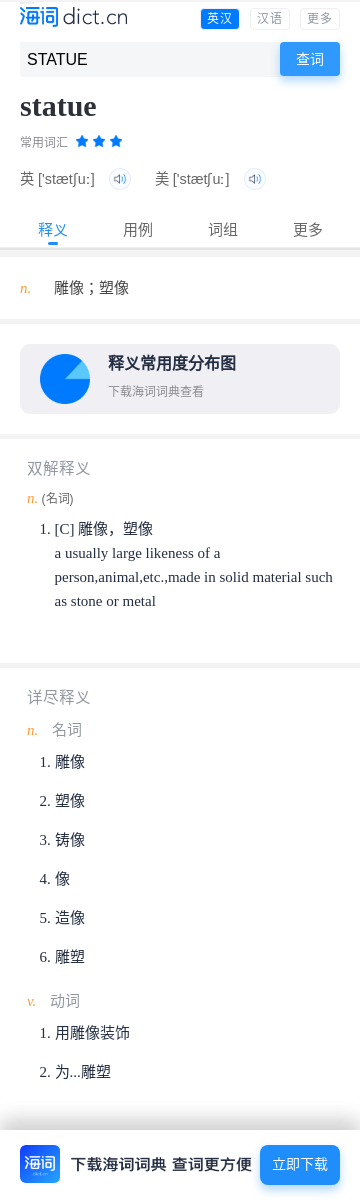 海词 dict.cn 英汉 汉语 更多
STATUE 查词
statue
常用词汇
英 ['stætʃuː] 美 ['stætʃuː]
释义 用例 词组 更多
n. 雕像；塑像
释义常用度分布图
下载海词词典查看
双解释义
n. (名词)
1. [C] 雕像，塑像
a usually large likeness of a
person,animal,etc.,made in solid material such
as stone or metal
详尽释义
n. 名词
1. 雕像
2. 塑像
3. 铸像
4. 像
5. 造像
6. 雕塑
v. 动词
1. 用雕像装饰
2. 为...雕塑
海词 dict.cn 下载海词词典 查词更方便 立即下载